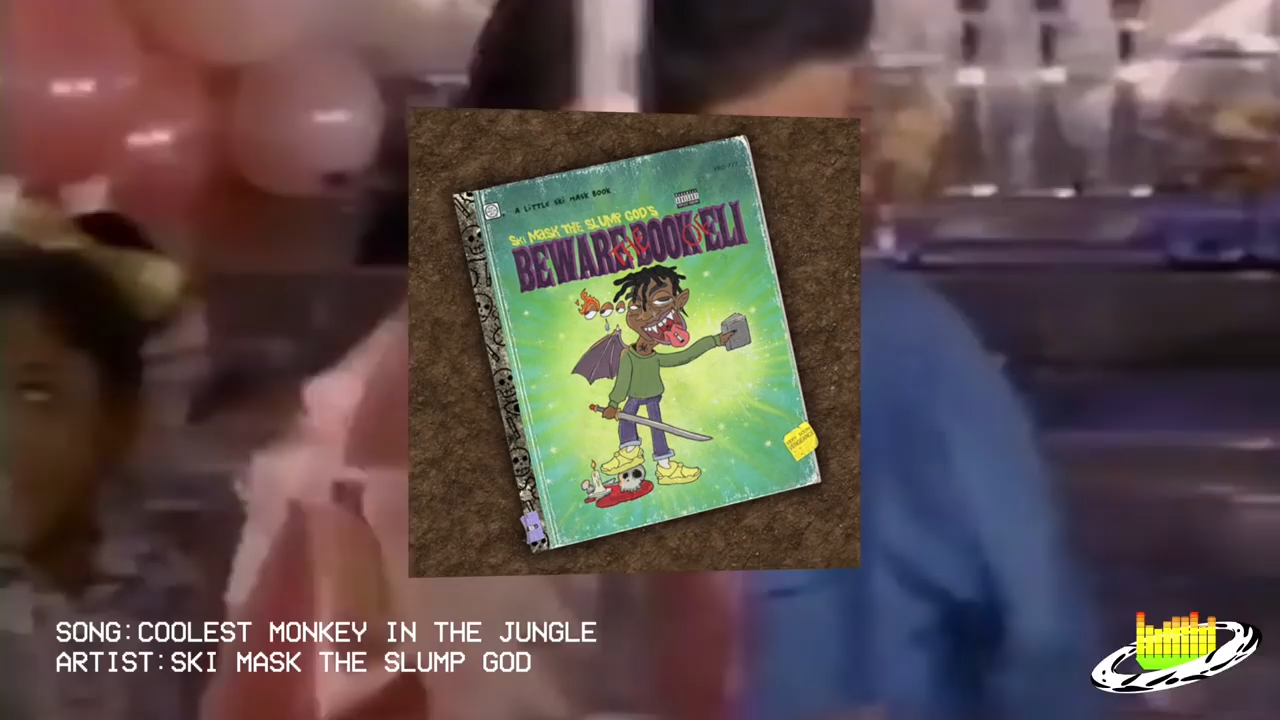 A LITTLE SKI MASK BOOK
SKI MASK THE SLUMP GOD'S
BEWARE THE BOOK OF ELI
SONG:COOLEST MONKEY IN THE JUNGLE
ARTIST:SKI MASK THE SLUMP GOD